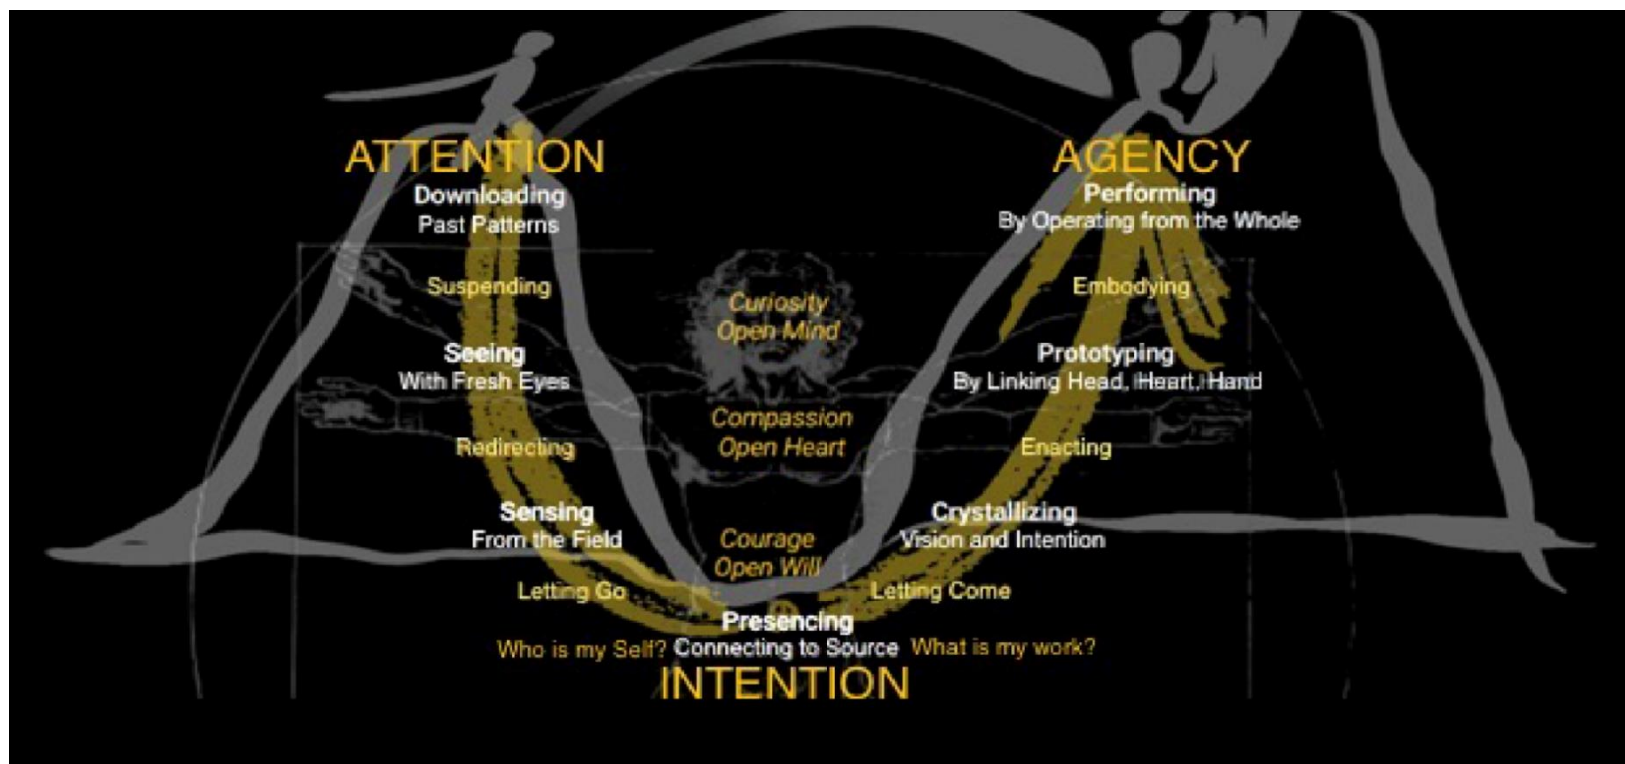 ATTENTION
Downloading
Past Patterns
Suspending
Seeing
With Fresh Eyes
Redirecting
Sensing
From the Field
Letting Go
Curiosity
Open Mind
Compassion
Open Heart
Courage
Open Will
AGENCY
Performing
By Operating from the Whole
Embodying
Prototyping
By Linking Head, Heart, Hand
Enacting
Crystallizing
Vision and Intention
Letting Come
Presencing
Who is my Self? Connecting to Source What is my work?
INTENTION